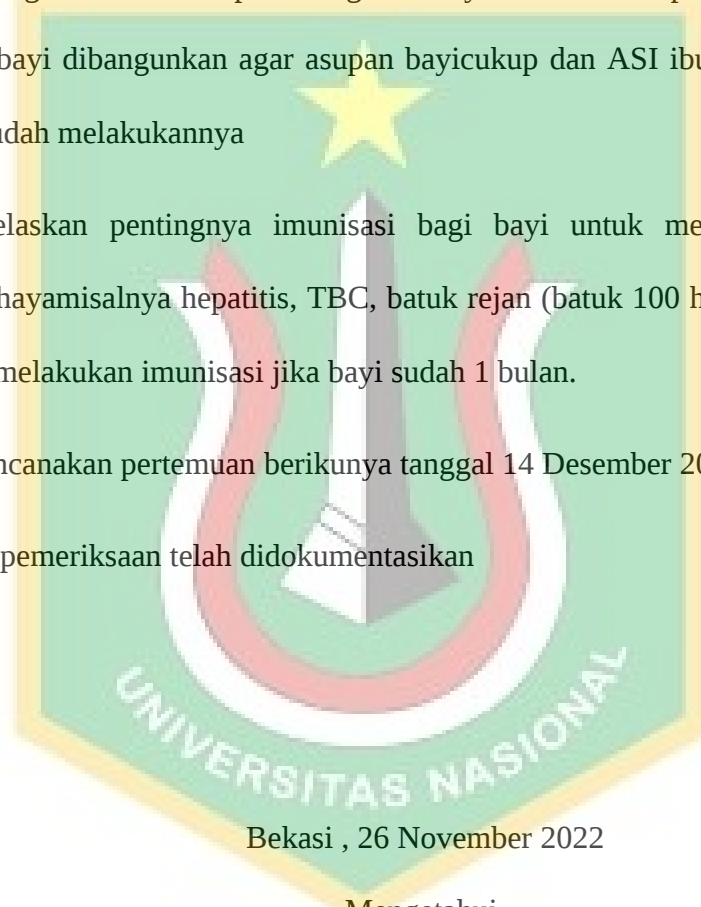 bayi dibangunkan agar asupan bayicukup dan ASI ibu
udah melakukannya
elaskan pentingnya imunisasi bagi bayi untuk me
hayamisalnya hepatitis, TBC, batuk rejan (batuk 100 h
melakukan imunisasi jika bayi sudah 1 bulan.
ncanakan pertemuan berikunya tanggal 14 Desember 20
pemeriksaan telah didokumentasikan
UNIVERSITAS NASIONAL
Bekasi , 26 November 2022